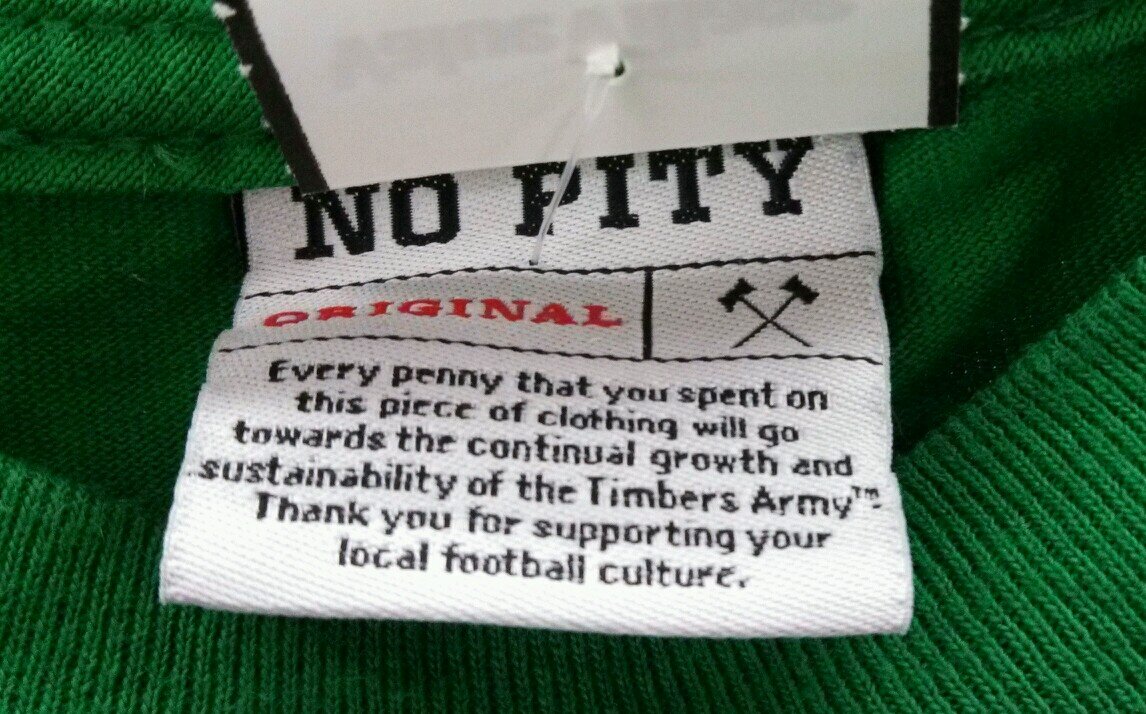 NO PITY
ORIGINAL
Every penny that you spent on
this piece of clothing will go
towards the continual growth and
sustainability of the Timbers Army™.
Thank you for supporting your
local football culture.